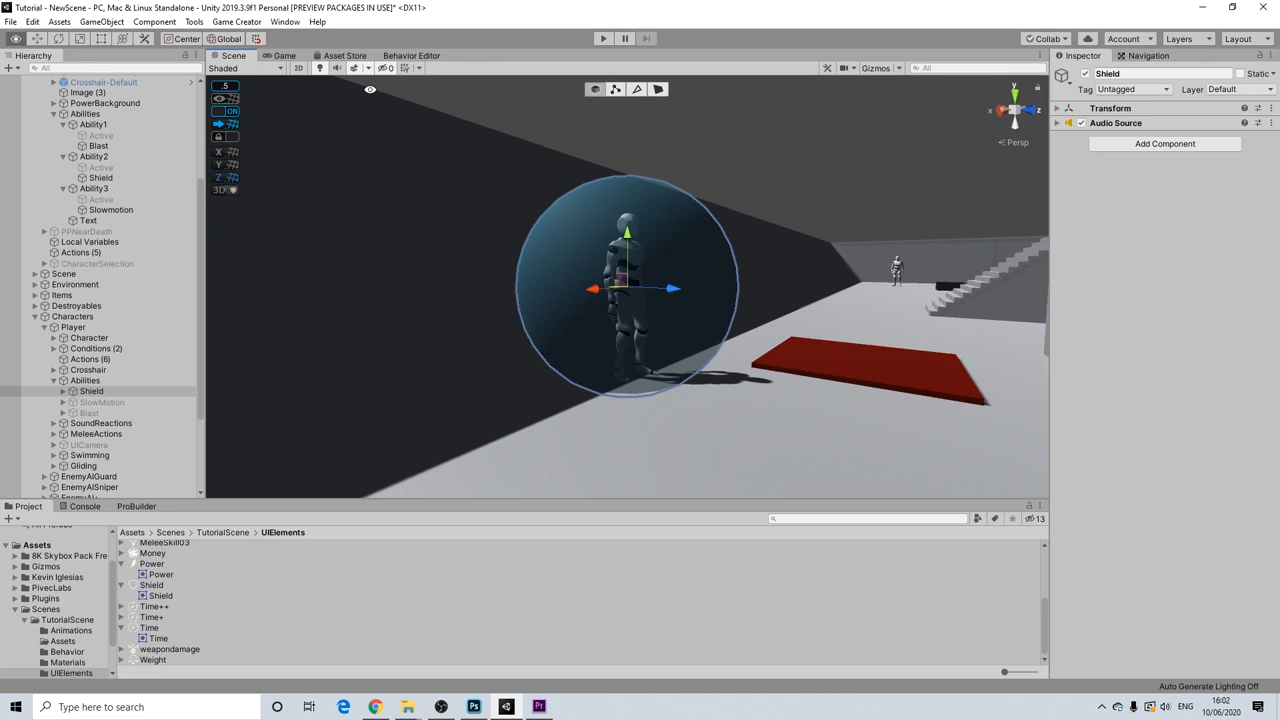 Tutorial - NewScene - PC, Mac & Linux Standalone - Unity 2019.3.9f1 Personal [PREVIEW PACKAGES IN USE]* <DX11>
File Edit Assets GameObject Component Tools Game Creator Window Help
Center Global Collab Account Layers Layout
Hierarchy Scene Game Asset Store Behavior Editor Inspector Navigation
All Shaded 2D 0 Gizmos All Shield Static
Tag Untagged Layer Default
Transform
Audio Source
Add Component
Crosshair-Default
Image (3)
PowerBackground
Abilities
Ability1
Active
Blast
Ability2
Active
Shield
Ability3
Active
Slowmotion
Text
PPNearDeath
Local Variables
Actions (5)
CharacterSelection
Scene
Environment
Items
Destroyables
Characters
Player
Character
Conditions (2)
Actions (6)
Crosshair
Abilities
Shield
SlowMotion
Blast
SoundReactions
MeleeActions
UICamera
Swimming
Gliding
EnemyAIGuard
EnemyAISniper
.5
ON
X
Y
Z
3D
y
x z
Persp
Project Console ProBuilder
13
Assets > Scenes > TutorialScene > UIElements
All Prefabs
Assets
8K Skybox Pack Fre
Gizmos
Kevin Iglesias
PivecLabs
Plugins
Scenes
TutorialScene
Animations
Assets
Behavior
Materials
UIElements
MeleeSkill03
Money
Power
Power
Shield
Shield
Time++
Time+
Time
Time
weapondamage
Weight
Auto Generate Lighting Off
Type here to search
ENG
16:02
10/06/2020